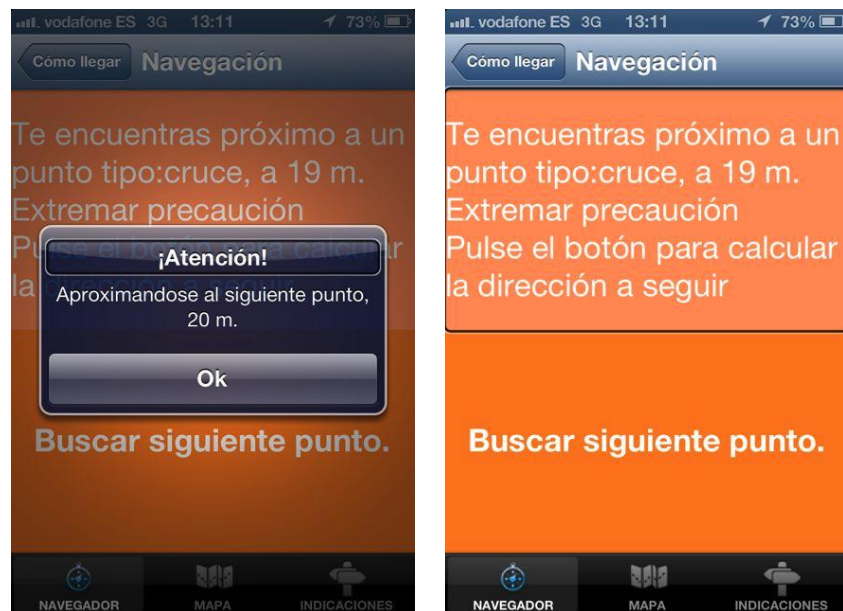 vodafone ES 3G 13:11 73%
Cómo llegar Navegación
Te encuentras próximo a un
punto tipo:cruce, a 19 m.
Extremar precaución
Pulse el botón para calcular
la dirección a seguir
¡Atención!
Aproximandose al siguiente punto,
20 m.
Ok
Buscar siguiente punto.
NAVEGADOR MAPA INDICACIONES
vodafone ES 3G 13:11 73%
Cómo llegar Navegación
Te encuentras próximo a un
punto tipo:cruce, a 19 m.
Extremar precaución
Pulse el botón para calcular
la dirección a seguir
Buscar siguiente punto.
NAVEGADOR MAPA INDICACIONES